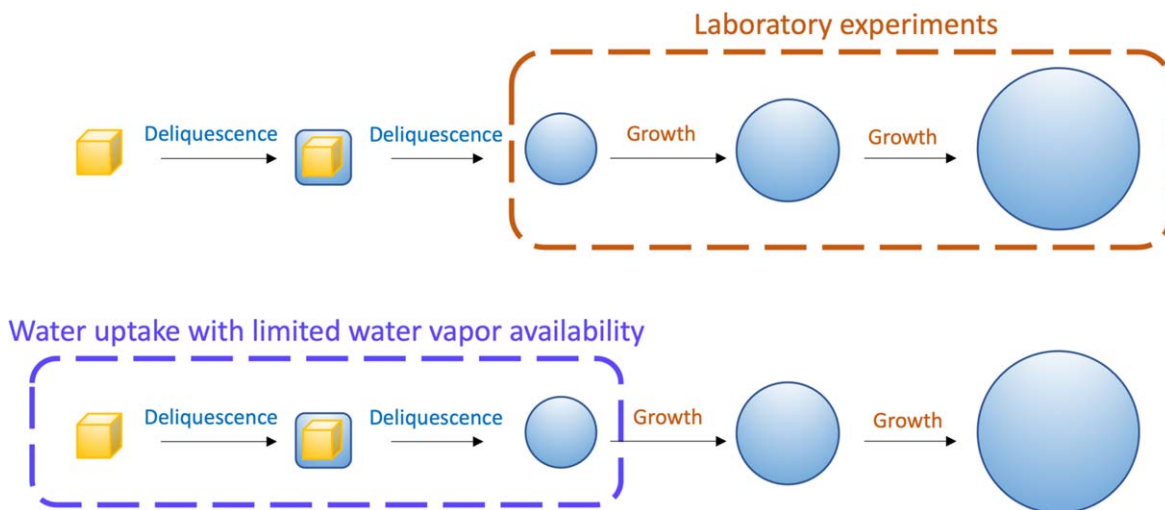 Laboratory experiments
Deliquescence Deliquescence Growth Growth
Water uptake with limited water vapor availability
Deliquescence Deliquescence Growth Growth